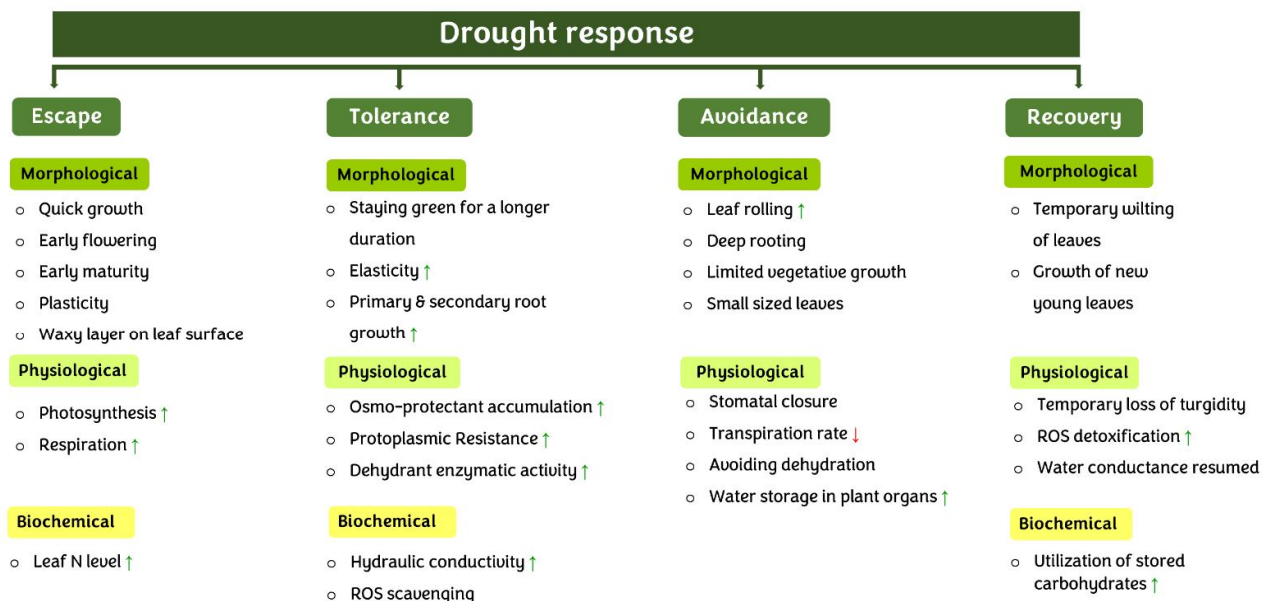 Drought response
Escape
Morphological
o Quick growth
o Early flowering
o Early maturity
o Plasticity
o Waxy layer on leaf surface
Physiological
o Photosynthesis ↑
o Respiration ↑
Biochemical
o Leaf N level ↑
Tolerance
Morphological
o Staying green for a longer
duration
o Elasticity ↑
o Primary & secondary root
growth ↑
Physiological
o Osmo-protectant accumulation ↑
o Protoplasmic Resistance ↑
o Dehydrant enzymatic activity ↑
Biochemical
o Hydraulic conductivity ↑
o ROS scavenging
Avoidance
Morphological
o Leaf rolling ↑
o Deep rooting
o Limited vegetative growth
o Small sized leaves
Physiological
o Stomatal closure
o Transpiration rate ↓
o Avoiding dehydration
o Water storage in plant organs ↑
Recovery
Morphological
o Temporary wilting
of leaves
o Growth of new
young leaves
Physiological
o Temporary loss of turgidity
o ROS detoxification ↑
o Water conductance resumed
Biochemical
o Utilization of stored
carbohydrates ↑